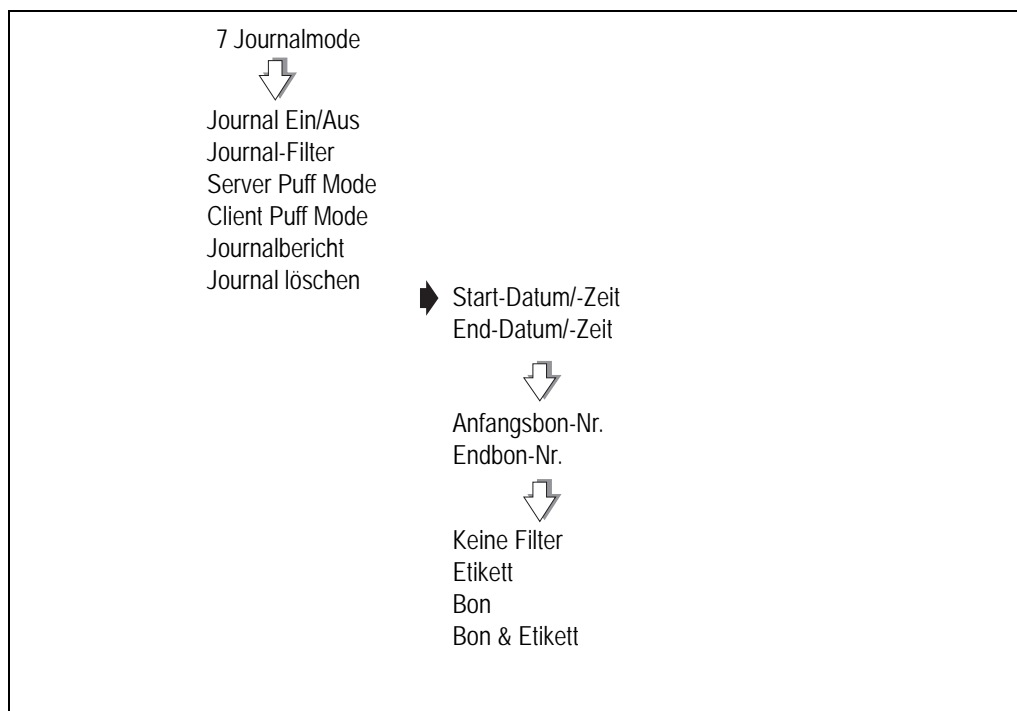 7 Journalmode
Journal Ein/Aus
Journal-Filter
Server Puff Mode
Client Puff Mode
Journalbericht
Journal löschen
Start-Datum/-Zeit
End-Datum/-Zeit
Anfangsbon-Nr.
Endbon-Nr.
Keine Filter
Etikett
Bon
Bon & Etikett